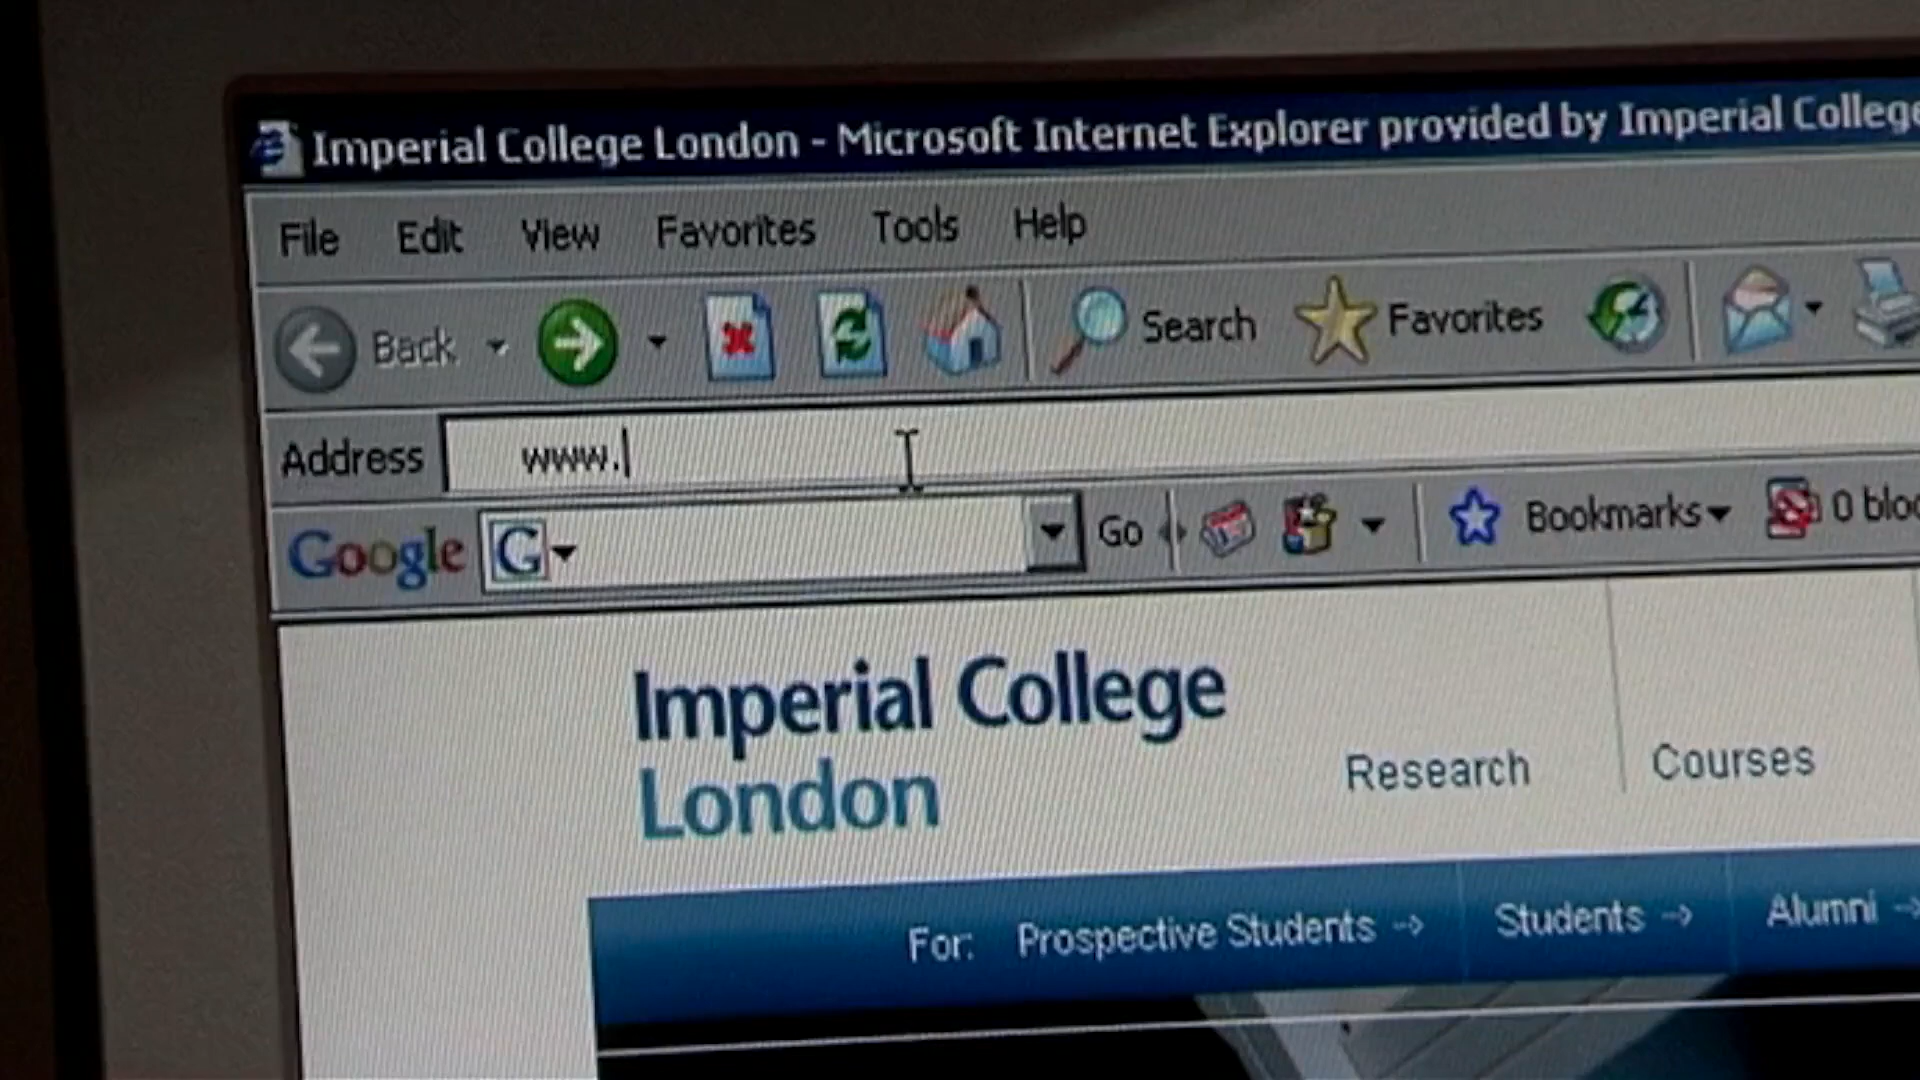 Imperial College London - Microsoft Internet Explorer provided by Imperial College
File Edit View Favorites Tools Help
Back Search Favorites
Address www.
Google G Go Bookmarks 0
Imperial College
London
Research Courses
For: Prospective Students → Students → Alumni →